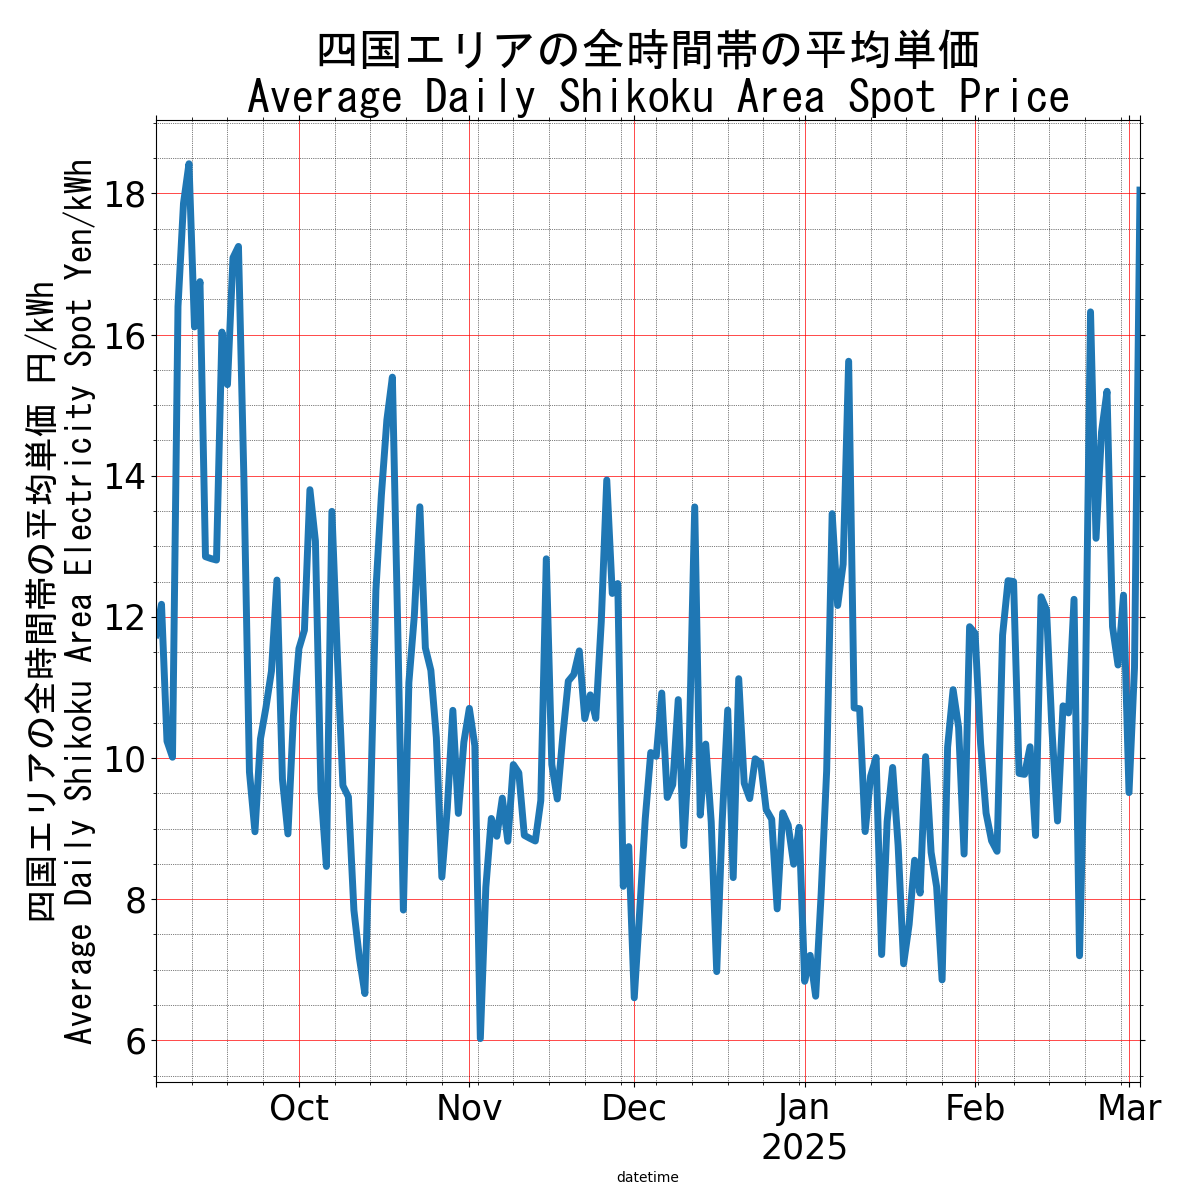 四国エリアの全時間帯の平均単価
Average Daily Shikoku Area Spot Price
四国エリアの全時間帯の平均単価 円/kWh
Average Daily Shikoku Area Electricity Spot Yen/kWh
18
16
14
12
10
8
6
Oct Nov Dec Jan Feb Mar
2025
datetime